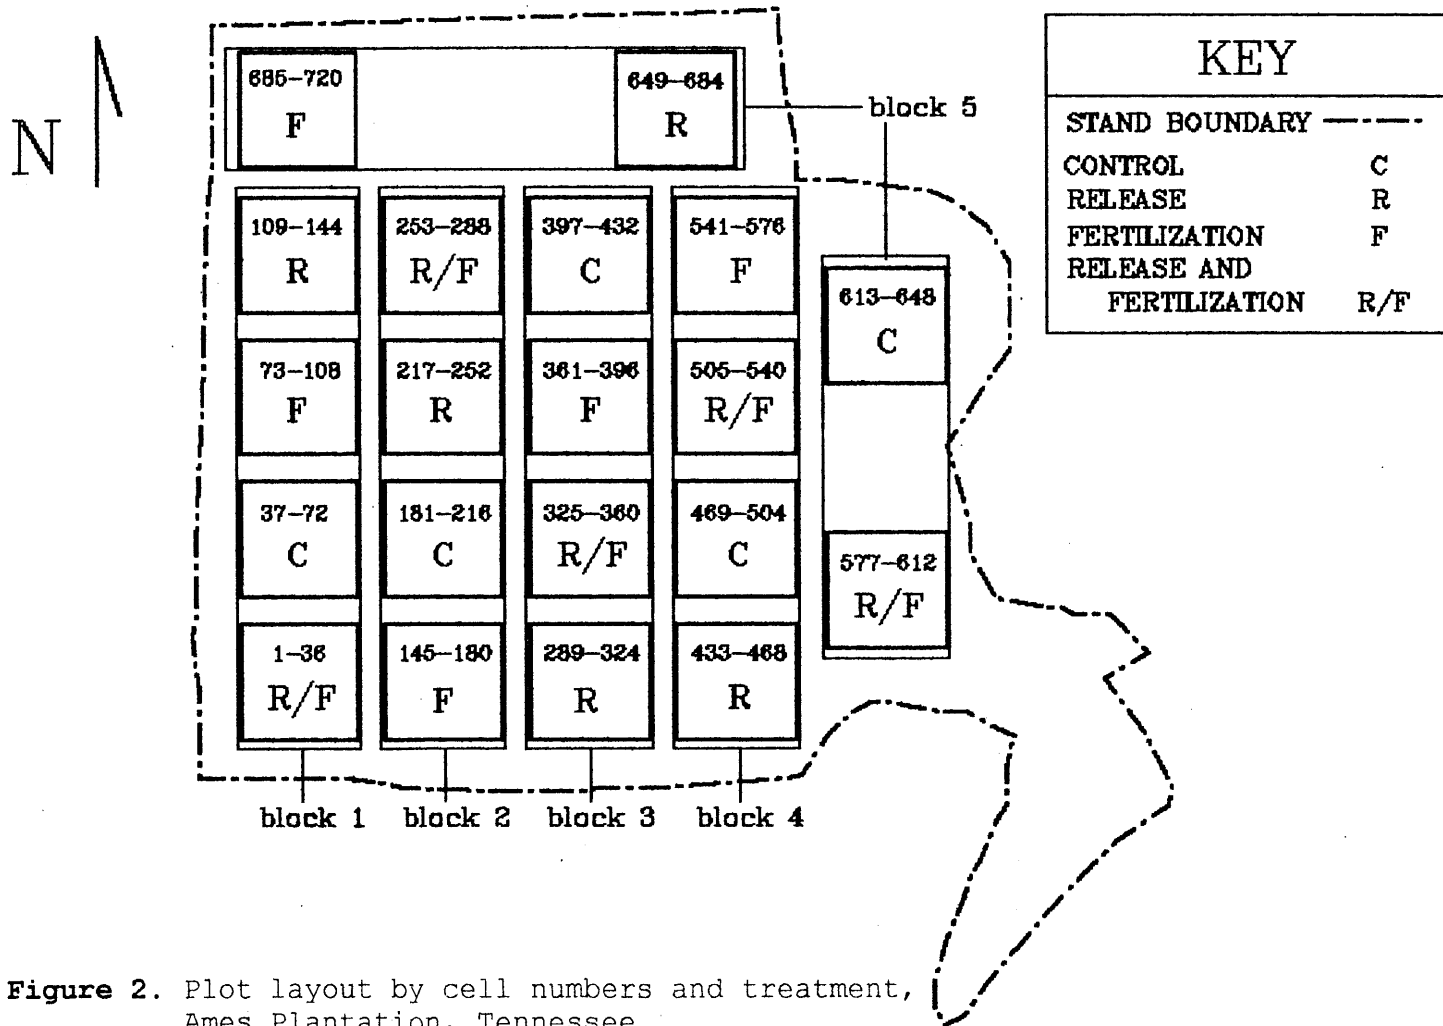 KEY
STAND BOUNDARY
CONTROL C
RELEASE R
FERTILIZATION F
RELEASE AND
FERTILIZATION R/F
N
685-720
F
649-684
R
block 5
109-144
R
253-288
R/F
397-432
C
541-576
F
613-648
C
73-108
F
217-252
R
361-396
F
505-540
R/F
37-72
C
181-216
C
325-360
R/F
469-504
C
577-612
R/F
1-36
R/F
145-180
F
289-324
R
433-468
R
block 1 block 2 block 3 block 4
Figure 2. Plot layout by cell numbers and treatment,
Ames Plantation, Tennessee